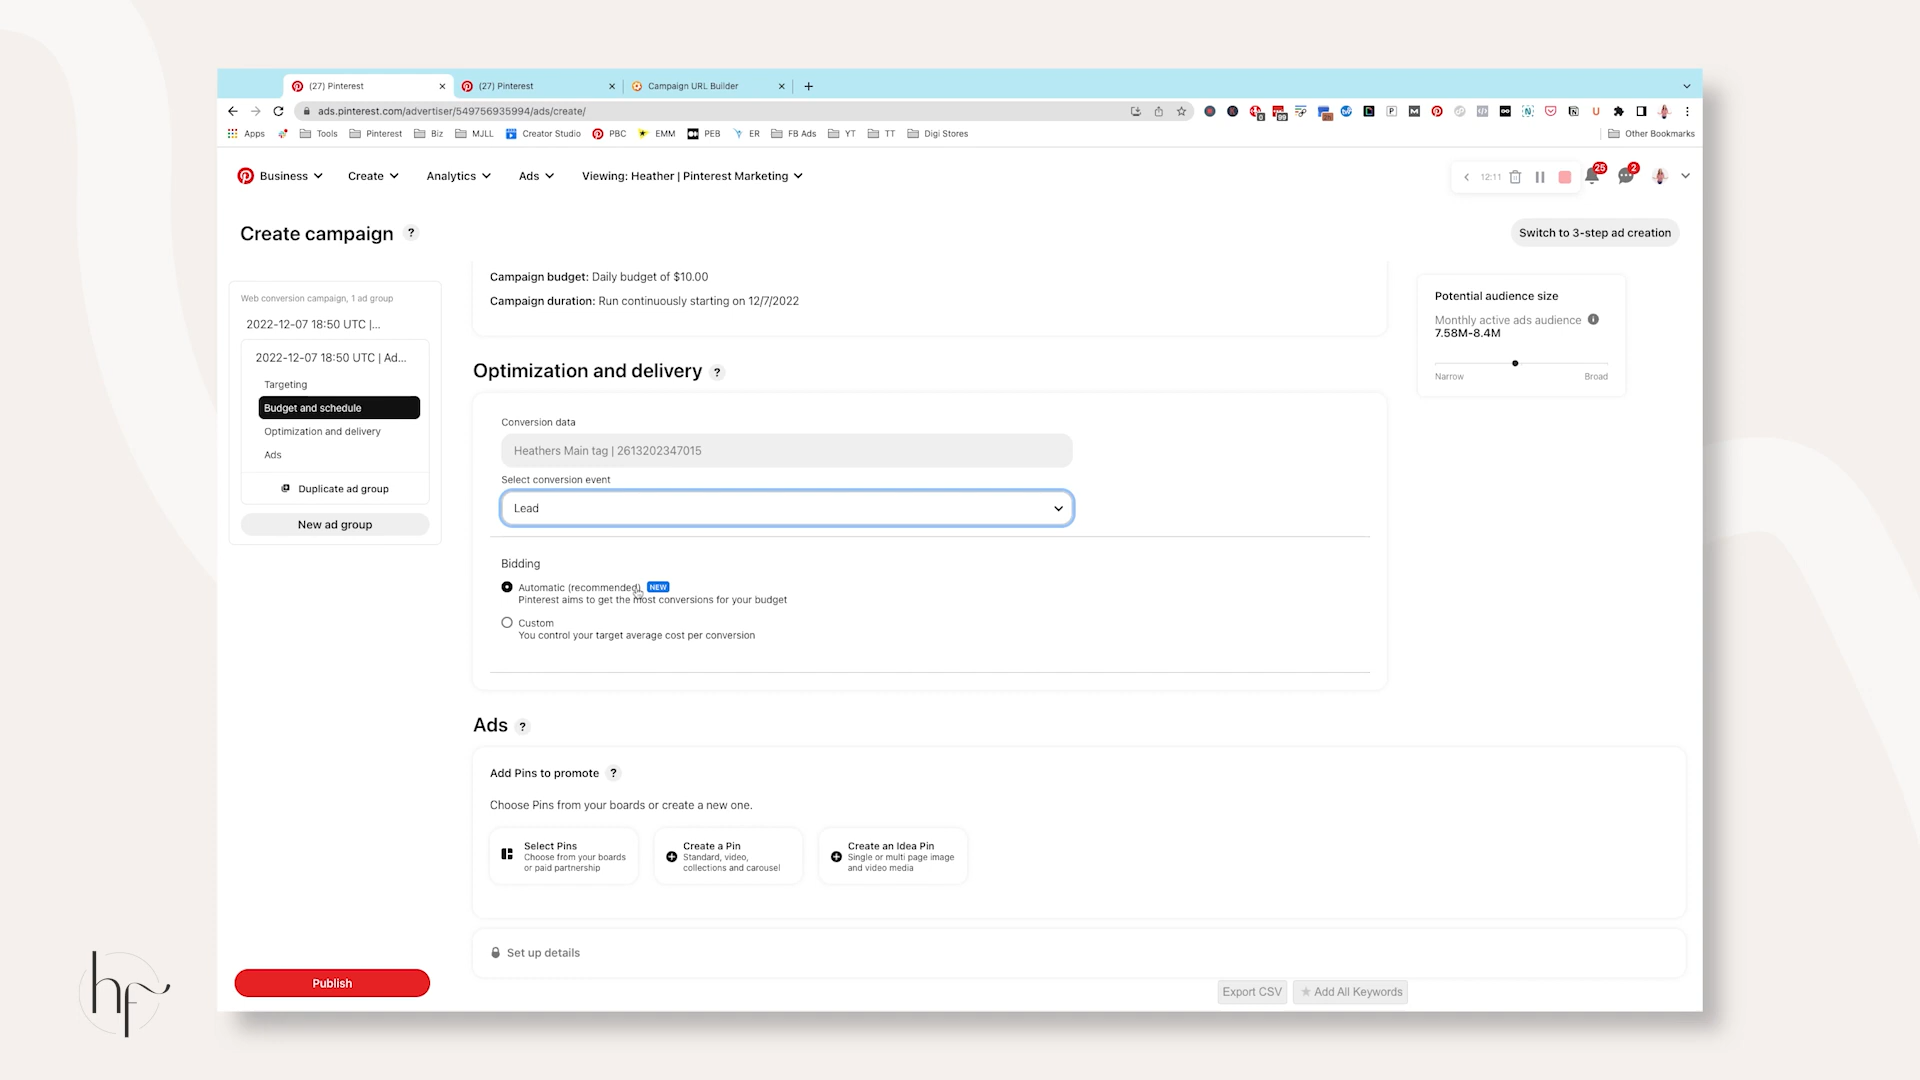 (27) Pinterest
(27) Pinterest
Campaign URL Builder
ads.pinterest.com/advertiser/549756935994/ads/create/
Apps
Tools
Pinterest
Biz
MJLL
Creator Studio
PBC
EMM
PEB
ER
FB Ads
YT
TT
Digi Stores
Other Bookmarks
Business
Create
Analytics
Ads
Viewing: Heather | Pinterest Marketing
12:11
25
2
Create campaign ?
Switch to 3-step ad creation
Web conversion campaign, 1 ad group
2022-12-07 18:50 UTC |...
2022-12-07 18:50 UTC | Ad...
Targeting
Budget and schedule
Optimization and delivery
Ads
Duplicate ad group
New ad group
Publish
Campaign budget: Daily budget of $10.00
Campaign duration: Run continuously starting on 12/7/2022
Optimization and delivery ?
Conversion data
Heathers Main tag | 2613202347015
Select conversion event
Lead
Bidding
Automatic (recommended) NEW
Pinterest aims to get the most conversions for your budget
Custom
You control your target average cost per conversion
Ads ?
Add Pins to promote ?
Choose Pins from your boards or create a new one.
Select Pins
Choose from your boards
or paid partnership
Create a Pin
Standard, video,
collections and carousel
Create an Idea Pin
Single or multi page image
and video media
Set up details
Export CSV
Add All Keywords
Potential audience size
Monthly active ads audience
7.58M-8.4M
Narrow
Broad
hf